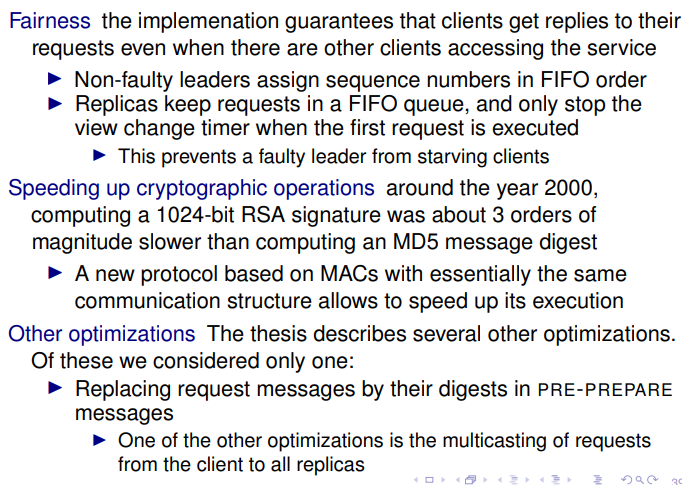 Fairness the implemenation guarantees that clients get replies to their
requests even when there are other clients accessing the service
▶ Non-faulty leaders assign sequence numbers in FIFO order
▶ Replicas keep requests in a FIFO queue, and only stop the
view change timer when the first request is executed
▶ This prevents a faulty leader from starving clients
Speeding up cryptographic operations around the year 2000,
computing a 1024-bit RSA signature was about 3 orders of
magnitude slower than computing an MD5 message digest
▶ A new protocol based on MACs with essentially the same
communication structure allows to speed up its execution
Other optimizations The thesis describes several other optimizations.
Of these we considered only one:
▶ Replacing request messages by their digests in PRE-PREPARE
messages
▶ One of the other optimizations is the multicasting of requests
from the client to all replicas